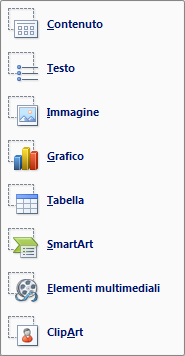 Contenuto
Testo
Immagine
Grafico
Tabella
SmartArt
Elementi multimediali
ClipArt